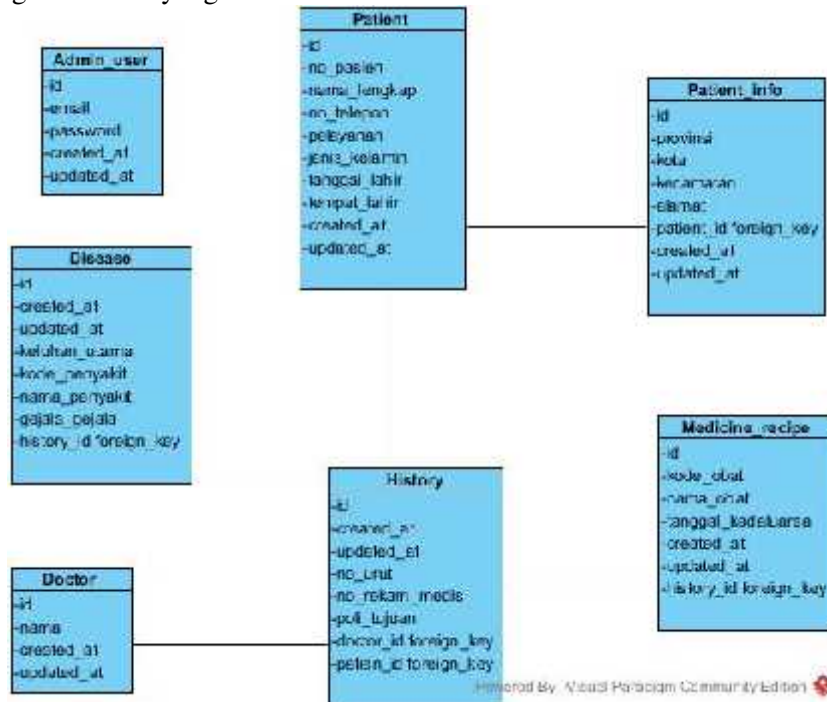 Admin_user
-id
-email
-password
-created_at
-updated_at
Patient
-id
-no_pasien
-nama_lengkap
-no_telepon
-pelayanan
-jenis_kelamin
-tanggal_lahir
-tempat_lahir
-created_at
-updated_at
Patient_info
-id
-provinsi
-kota
-kecamatan
-alamat
-patient_id foreign_key
-created_at
-updated_at
Disease
-id
-created_at
-updated_at
-keluhan_utama
-kode_penyakit
-nama_penyakit
-gejala_gejala
-history_id foreign_key
History
-id
-created_at
-updated_at
-no_urut
-no_rekam_medis
-poli_tujuan
-doctor_id foreign_key
-patein_id foreign_key
Medicine_recipe
-id
-kode_obat
-nama_obat
-tanggal_kadaluarsa
-created_at
-updated_at
-history_id foreign_key
Doctor
-id
-nama
-created_at
-updated_at
Powered By Visual Paradigm Community Edition